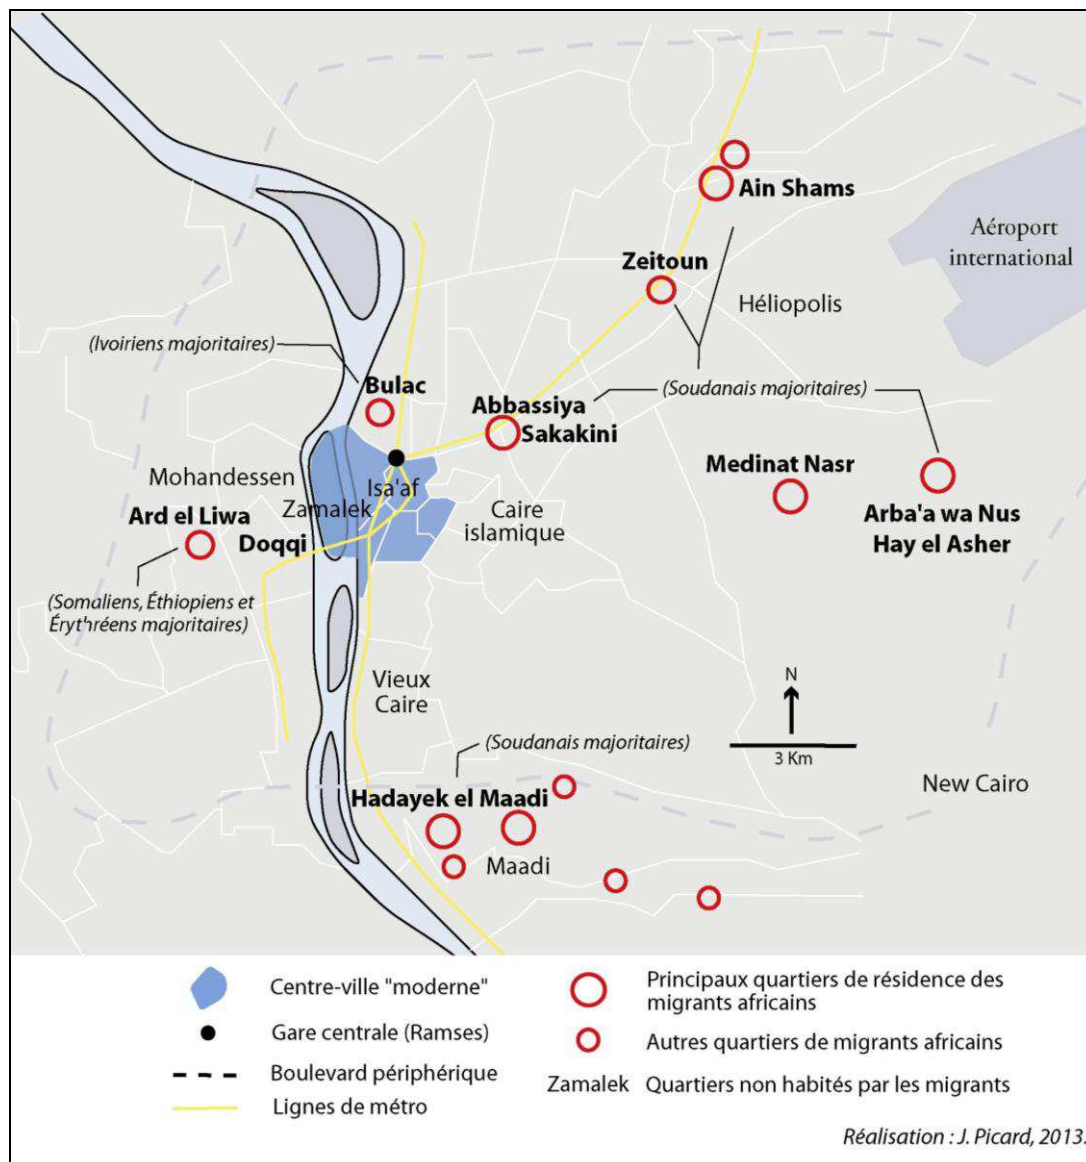 Ain Shams
Aéroport
international
Zeitoun
Héliopolis
(Ivoiriens majoritaires)
Bulac
(Soudanais majoritaires)
Abbassiya
Sakakini
Medinat Nasr
Mohandessen
Isa'af
Zamalek
Caire
islamique
Arba'a wa Nus
Hay el Asher
Ard el Liwa
Doqqi
(Somaliens, Éthiopiens et
Éryt'hréens majoritaires)
Vieux
Caire
N
3 Km
(Soudanais majoritaires)
New Cairo
Hadayek el Maadi
Maadi
Centre-ville "moderne"
Gare centrale (Ramses)
Boulevard périphérique
Lignes de métro
Principaux quartiers de résidence des
migrants africains
Autres quartiers de migrants africains
Zamalek Quartiers non habités par les migrants
Réalisation : J. Picard, 2013.